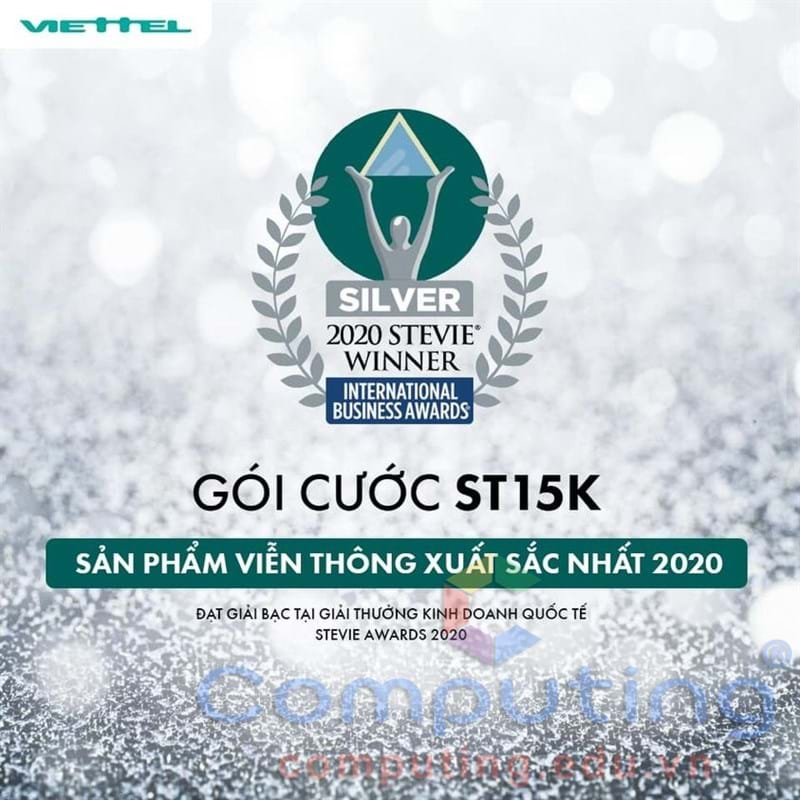 VIETTEL
SILVER
2020 STEVIE®
WINNER
INTERNATIONAL
BUSINESS AWARDS®
GÓI CƯỚC ST15K
SẢN PHẨM VIỄN THÔNG XUẤT SẮC NHẤT 2020
ĐẠT GIẢI BẠC TẠI GIẢI THƯỞNG KINH DOANH QUỐC TẾ
STEVIE AWARDS 2020
Computing®
computing.edu.vn